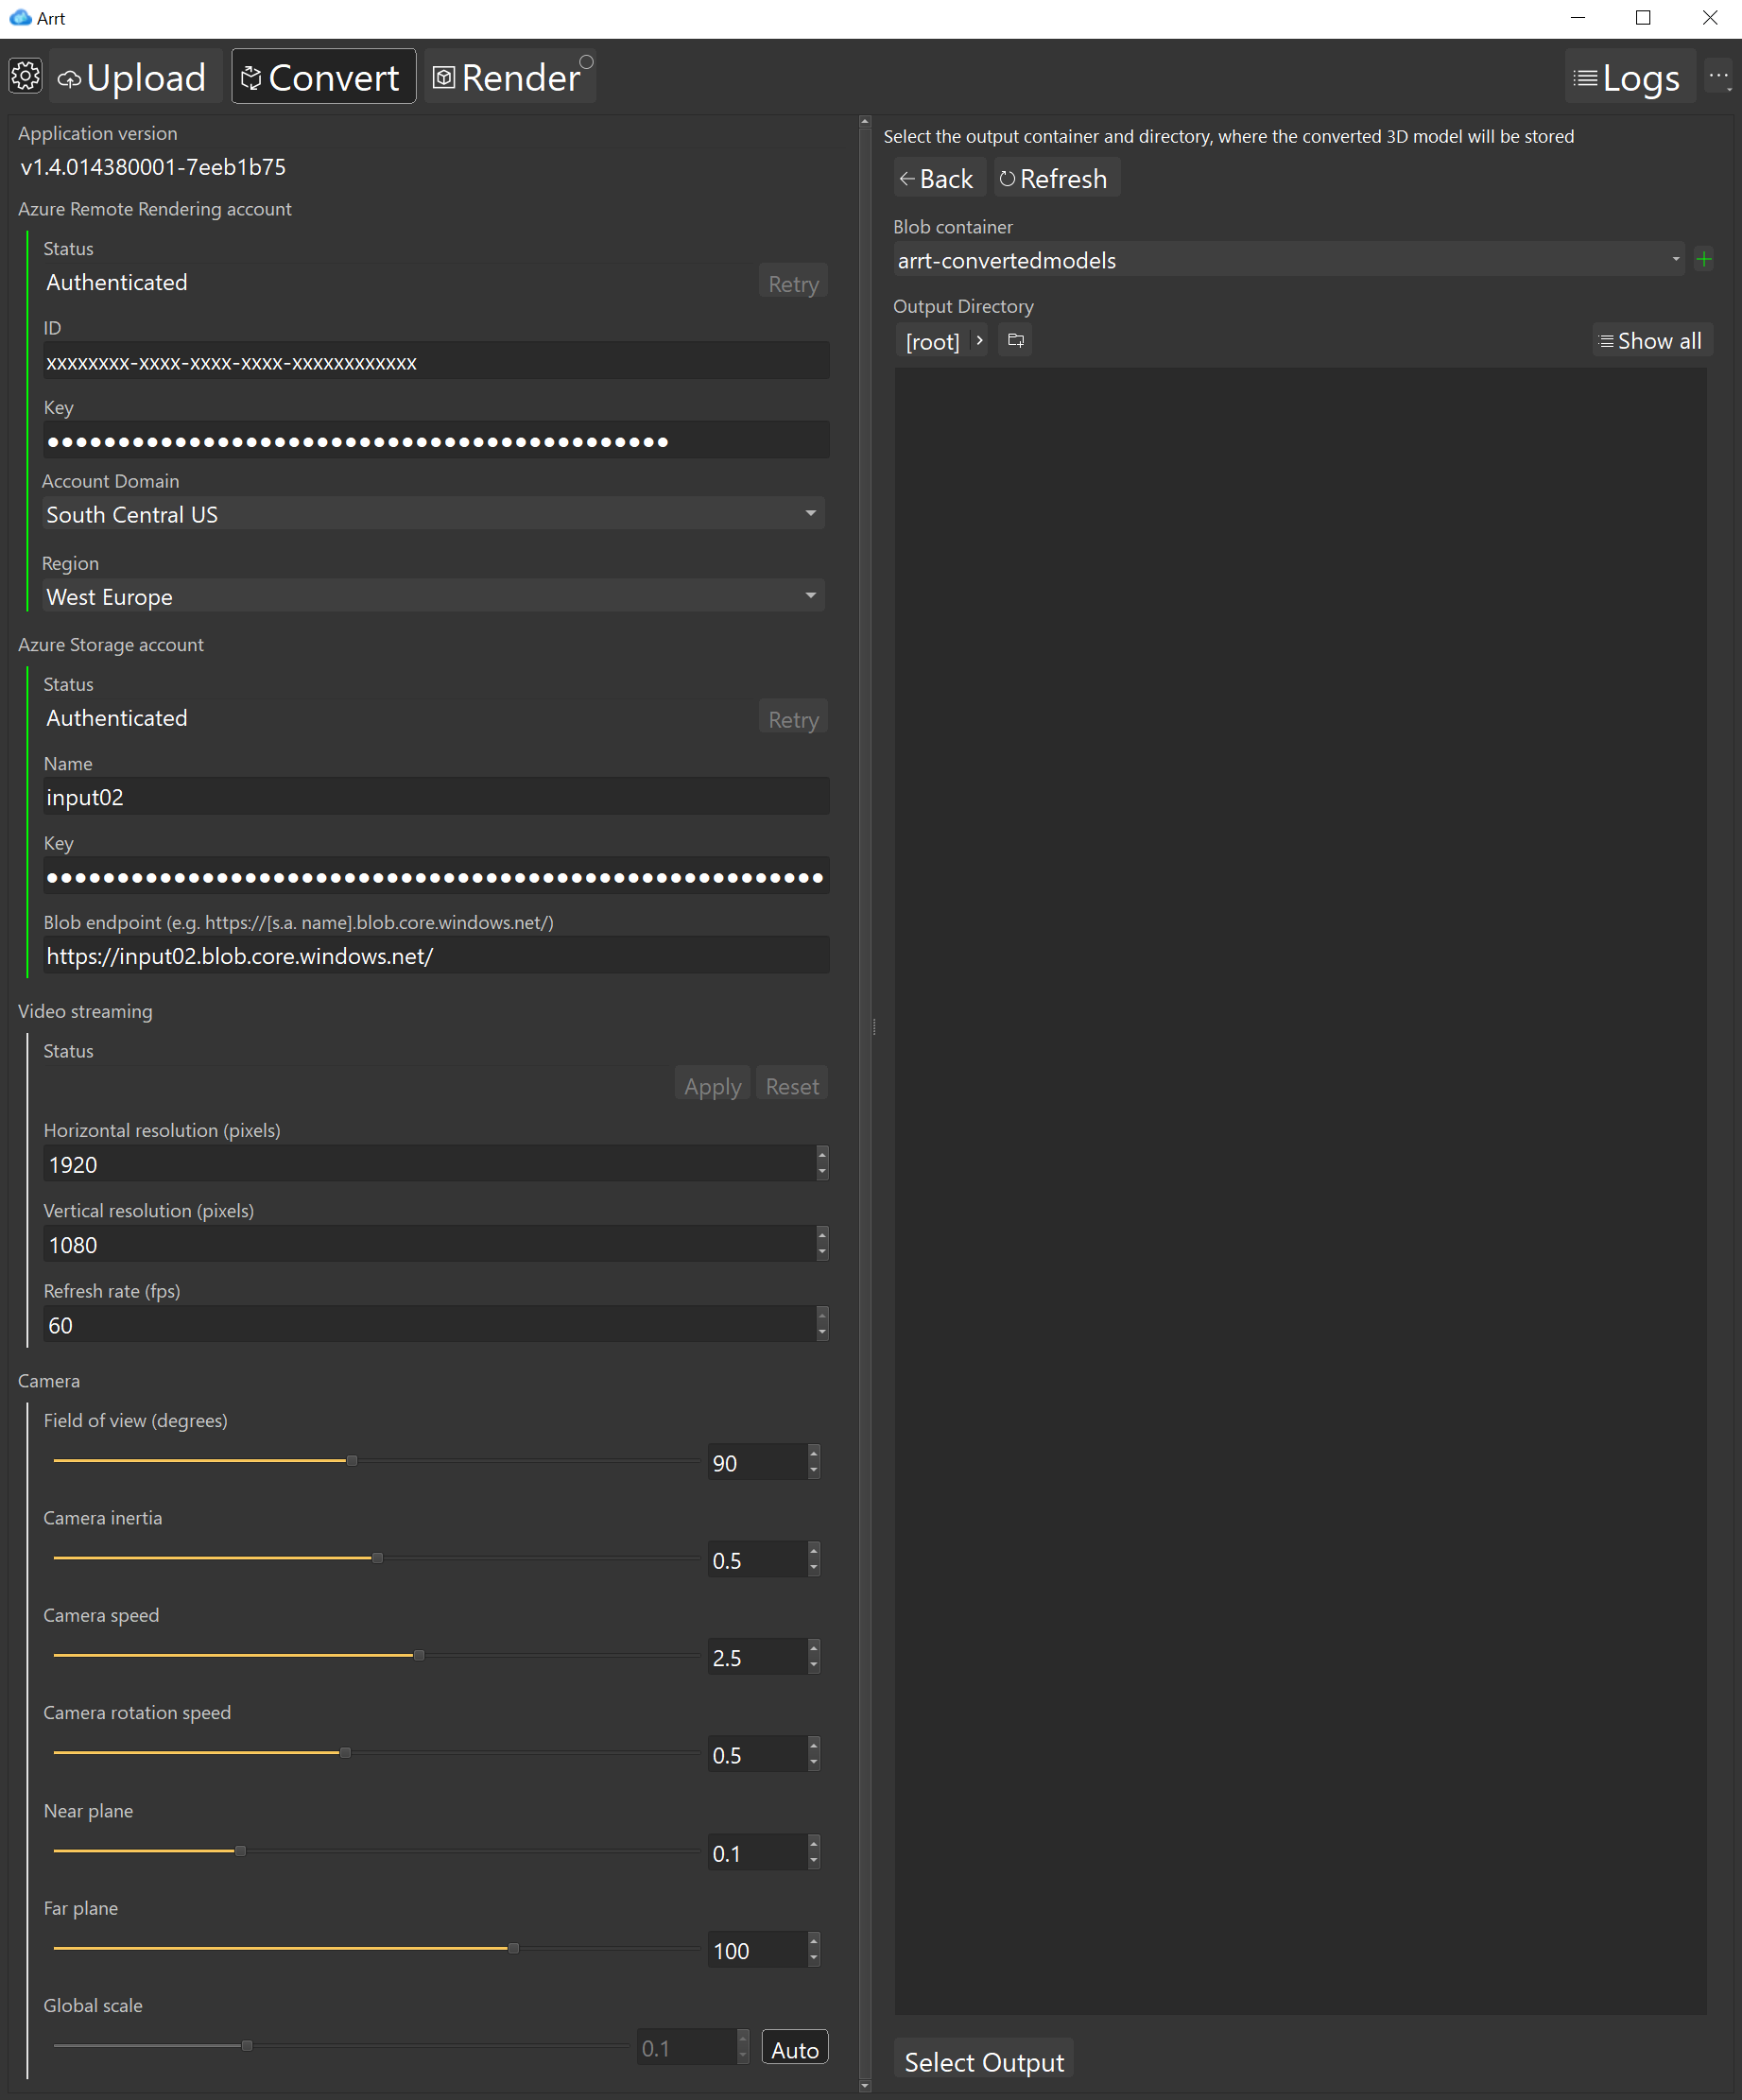 Arrt
Upload
Convert
Render
Logs
...
Application version
v1.4.014380001-7eeb1b75
Azure Remote Rendering account
Status
Authenticated
Retry
ID
xxxxxxxx-xxxx-xxxx-xxxx-xxxxxxxxxxxx
Key
Account Domain
South Central US
Region
West Europe
Azure Storage account
Status
Authenticated
Retry
Name
input02
Key
Blob endpoint (e.g. https://[s.a. name].blob.core.windows.net/)
https://input02.blob.core.windows.net/
Video streaming
Status
Apply
Reset
Horizontal resolution (pixels)
1920
Vertical resolution (pixels)
1080
Refresh rate (fps)
60
Camera
Field of view (degrees)
90
Camera inertia
0.5
Camera speed
2.5
Camera rotation speed
0.5
Near plane
0.1
Far plane
100
Global scale
0.1
Auto
Select the output container and directory, where the converted 3D model will be stored
Back
Refresh
Blob container
arrt-convertedmodels
Output Directory
[root]
Show all
Select Output